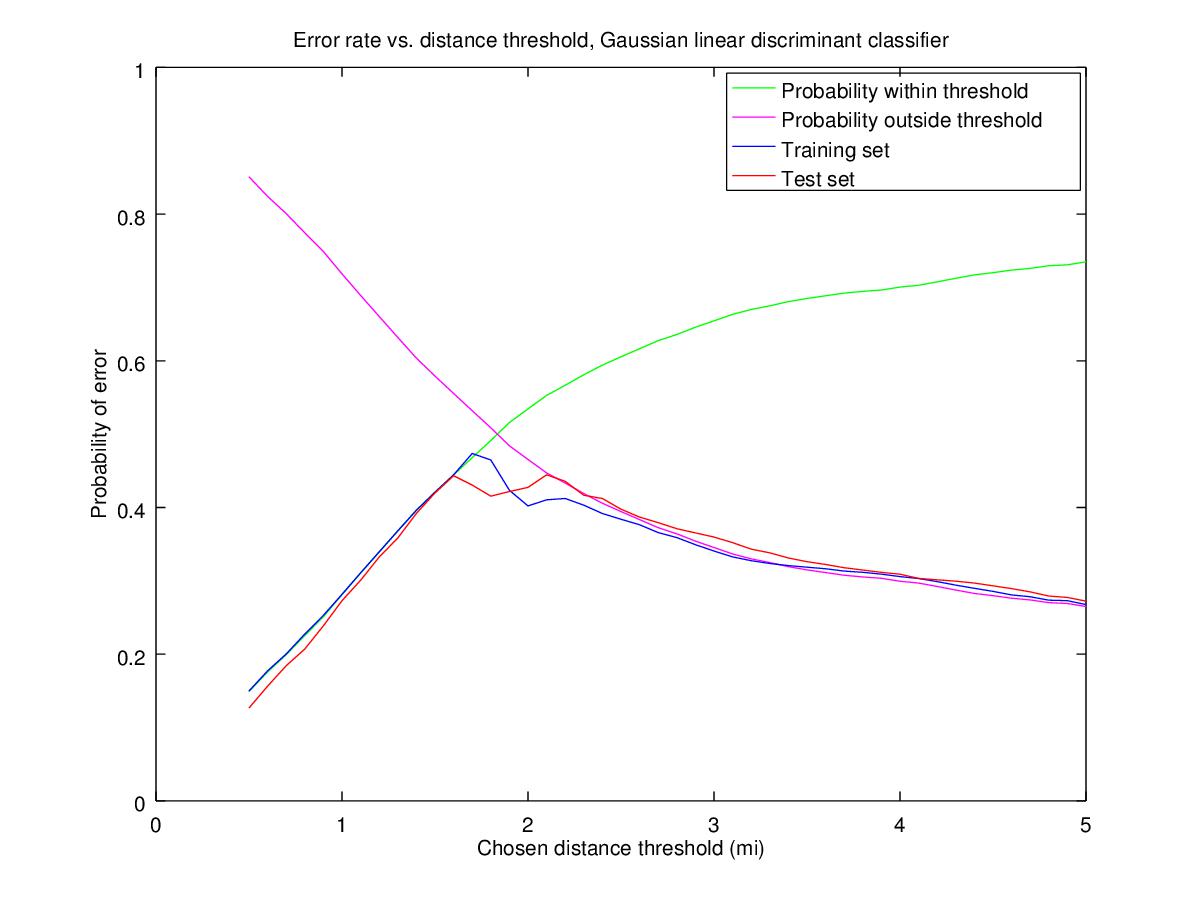 Error rate vs. distance threshold, Gaussian linear discriminant classifier
1
Probability within threshold
Probability outside threshold
Training set
Test set
0.8
0.6
Probability of error
0.4
0.2
0
0 1 2 3 4 5
Chosen distance threshold (mi)